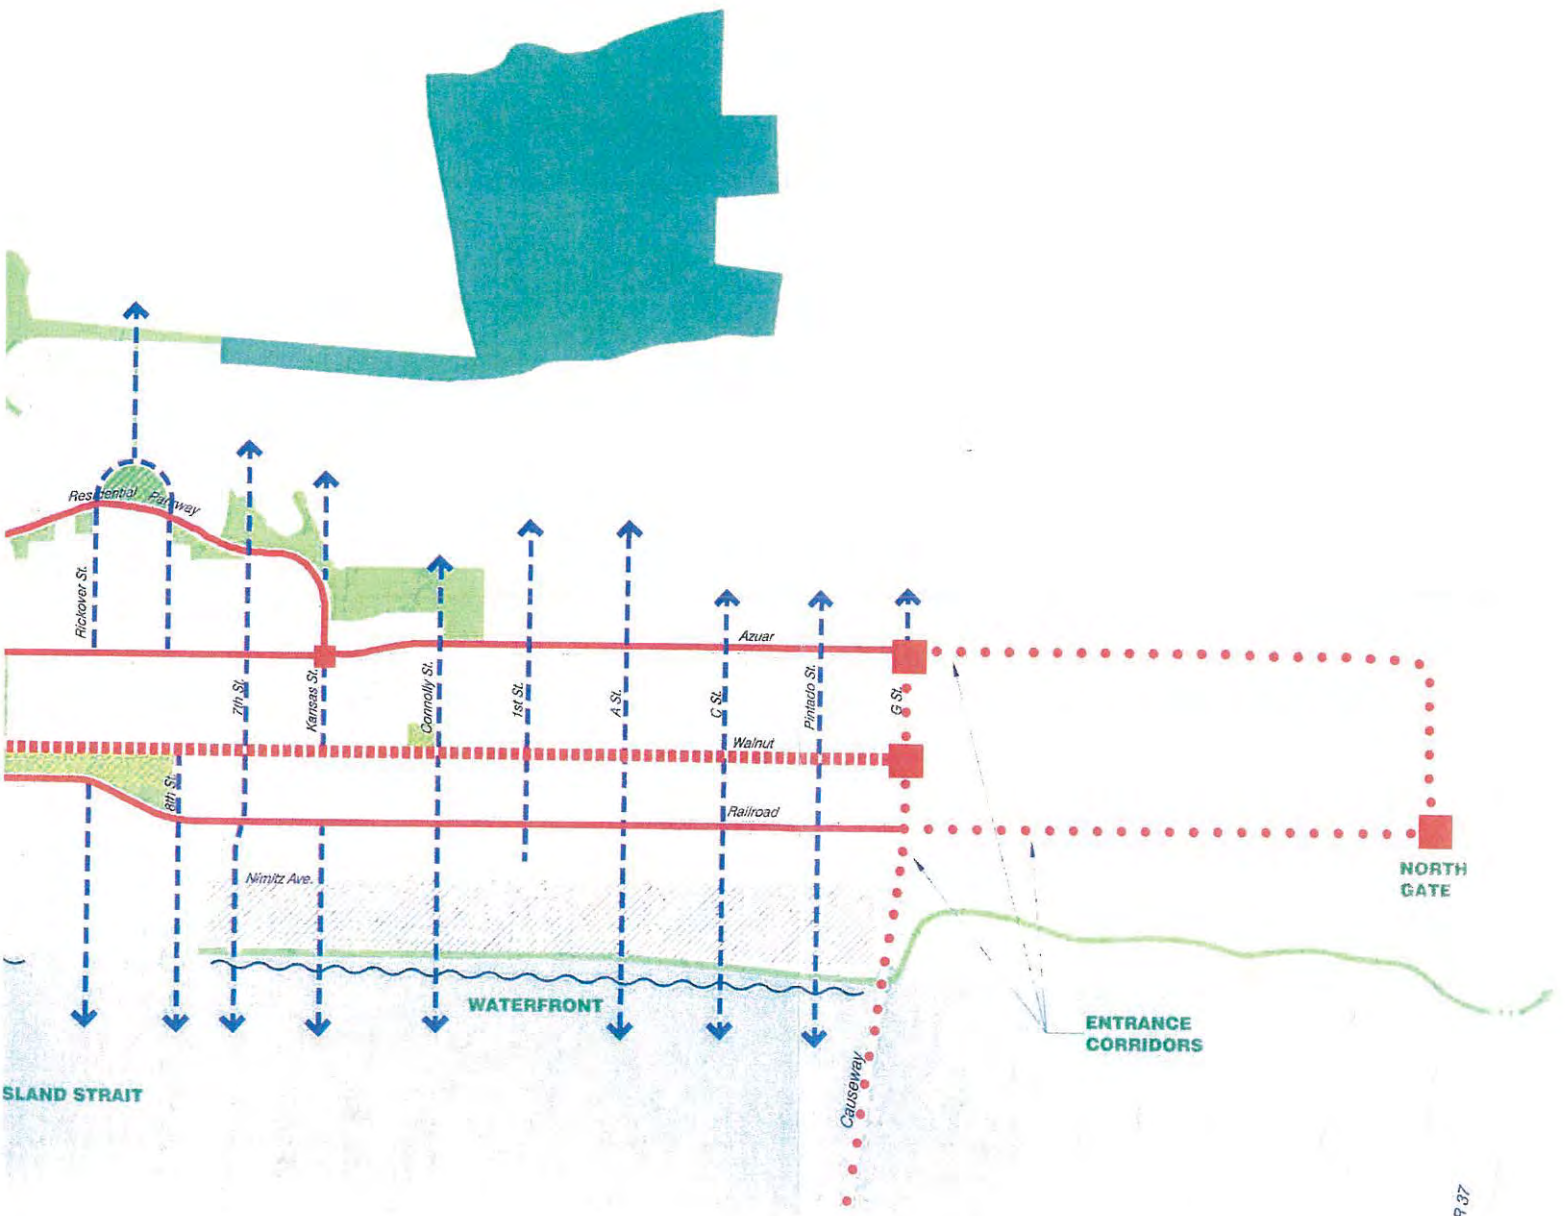 Residential Parkway
Rickover St.
Azuar
7th St.
Kansas St.
Connolly St.
1st St.
A St.
C St.
Pintado St.
G St.
Walnut
8th St.
Railroad
Nimitz Ave.
NORTH
GATE
WATERFRONT
ENTRANCE
CORRIDORS
SLAND STRAIT
Causeway
R 37